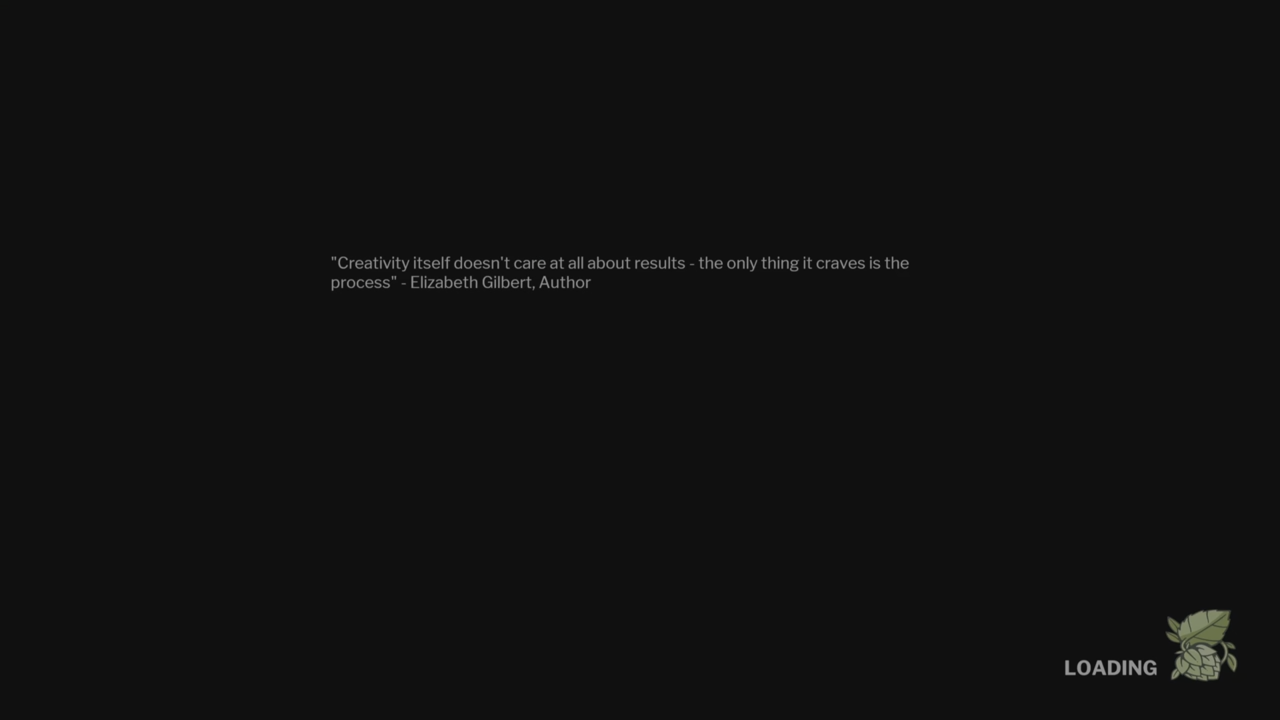 "Creativity itself doesn't care at all about results - the only thing it craves is the
process" - Elizabeth Gilbert, Author
LOADING